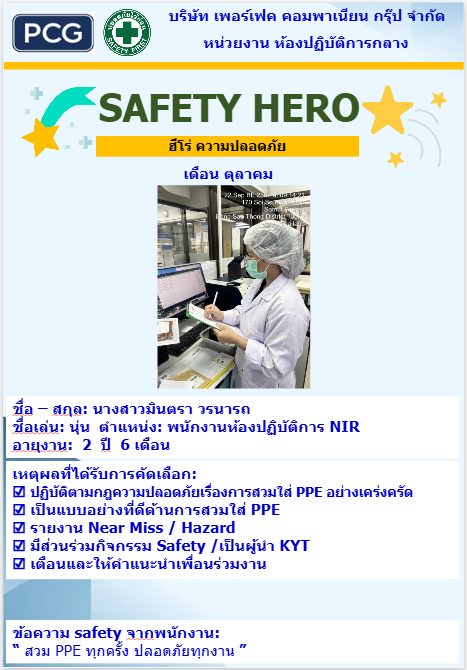 PCG
ปลอดภัยไว้ก่อน
SAFETY FIRST
บริษัท เพอร์เฟค คอมพาเนียน กรุ๊ป จำกัด
หน่วยงาน ห้องปฏิบัติการกลาง
SAFETY HERO
ฮีโร่ ความปลอดภัย
เดือน ตุลาคม
ชื่อ – สกุล: นางสาวมินตรา วรนารถ
ชื่อเล่น: นุ่น ตำแหน่ง: พนักงานห้องปฏิบัติการ NIR
อายุงาน: 2 ปี 6 เดือน
เหตุผลที่ได้รับการคัดเลือก:
☑ ปฏิบัติตามกฎความปลอดภัยเรื่องการสวมใส่ PPE อย่างเคร่งครัด
☑ เป็นแบบอย่างที่ดีด้านการสวมใส่ PPE
☑ รายงาน Near Miss / Hazard
☑ มีส่วนร่วมกิจกรรม Safety /เป็นผู้นำ KYT
☑ เตือนและให้คำแนะนำเพื่อนร่วมงาน
ข้อความ safety จากพนักงาน:
“ สวม PPE ทุกครั้ง ปลอดภัยทุกงาน ”